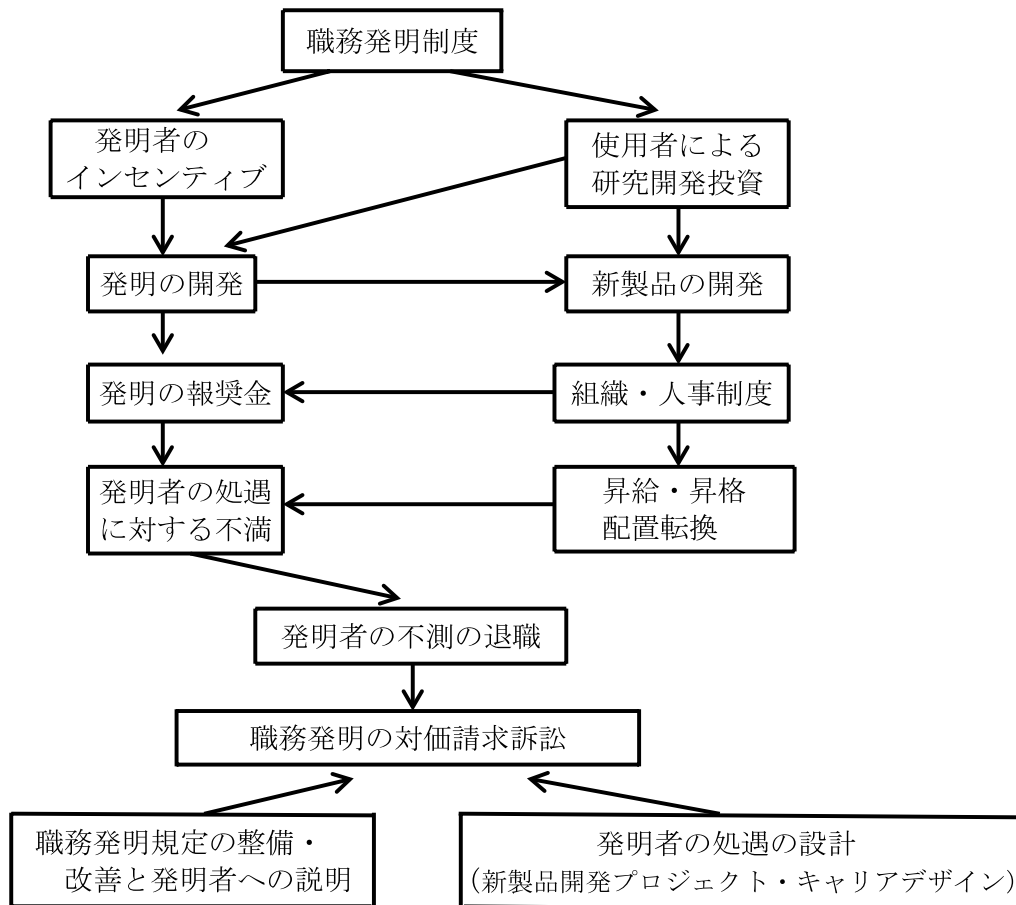 職務発明制度
発明者の
インセンティブ
使用者による
研究開発投資
発明の開発
新製品の開発
発明の報奨金
組織・人事制度
発明者の処遇
に対する不満
昇給・昇格
配置転換
発明者の不測の退職
職務発明の対価請求訴訟
職務発明規定の整備・
改善と発明者への説明
発明者の処遇の設計
(新製品開発プロジェクト・キャリアデザイン)